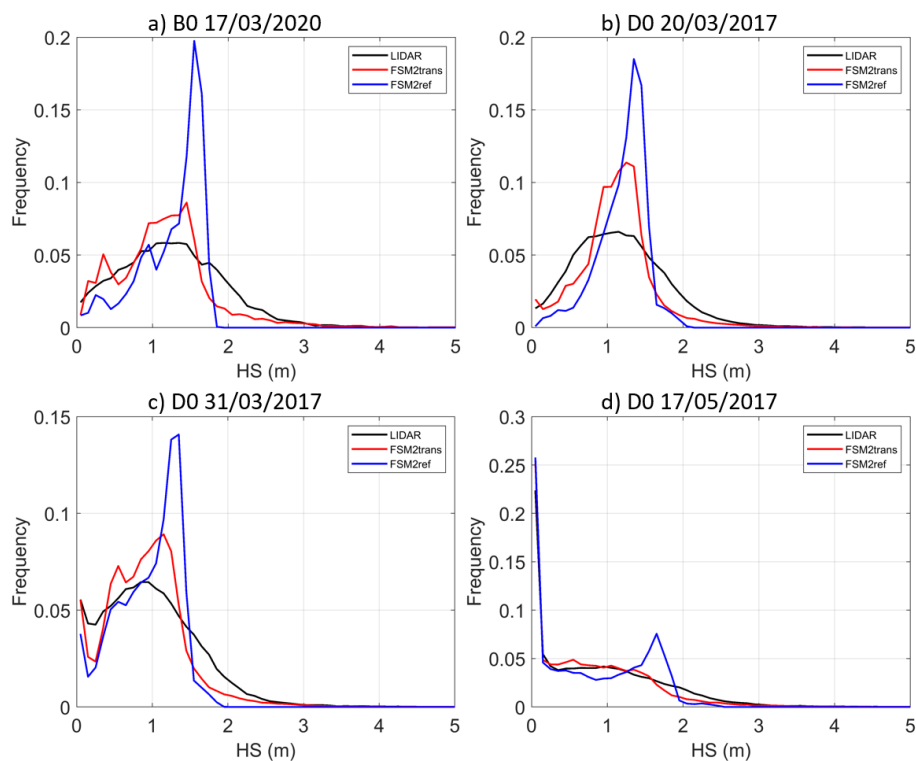 a) B0 17/03/2020
0.2
0.15
0.1
0.05
0
Frequency
LIDAR
FSM2trans
FSM2ref
0 1 2 3 4 5
HS (m)
b) D0 20/03/2017
0.2
0.15
0.1
0.05
0
Frequency
LIDAR
FSM2trans
FSM2ref
0 1 2 3 4 5
HS (m)
c) D0 31/03/2017
0.15
0.1
0.05
0
Frequency
LIDAR
FSM2trans
FSM2ref
0 1 2 3 4 5
HS (m)
d) D0 17/05/2017
0.3
0.25
0.2
0.15
0.1
0.05
0
Frequency
LIDAR
FSM2trans
FSM2ref
0 1 2 3 4 5
HS (m)